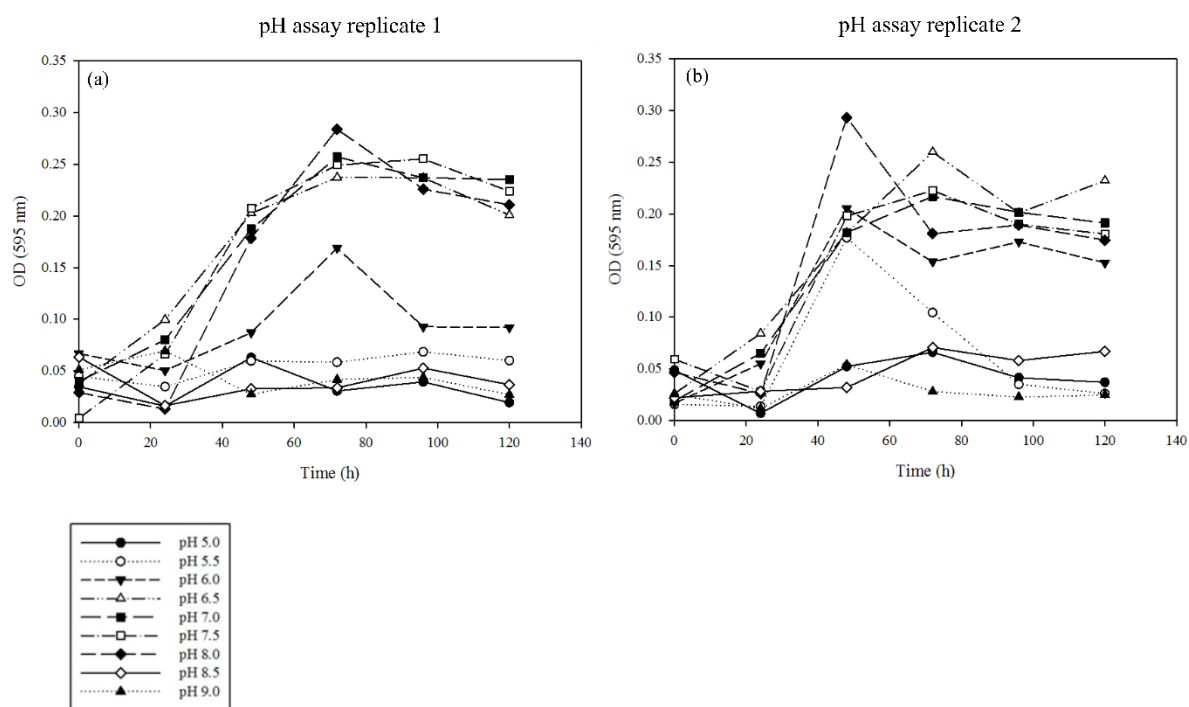 pH assay replicate 1
(a)
OD (595 nm)
0.35
0.30
0.25
0.20
0.15
0.10
0.05
0.00
0 20 40 60 80 100 120 140
Time (h)
pH assay replicate 2
(b)
OD (595 nm)
0.35
0.30
0.25
0.20
0.15
0.10
0.05
0.00
0 20 40 60 80 100 120 140
Time (h)
pH 5.0
pH 5.5
pH 6.0
pH 6.5
pH 7.0
pH 7.5
pH 8.0
pH 8.5
pH 9.0